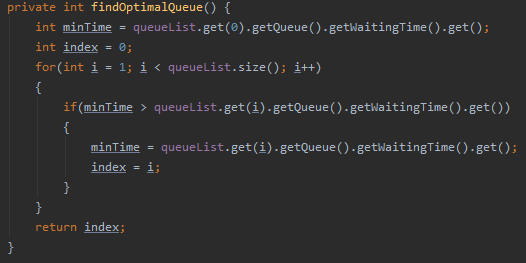 private int findOptimalQueue() {
int minTime = queueList.get(0).getQueue().getWaitingTime().get();
int index = 0;
for(int i = 1; i < queueList.size(); i++)
{
if(minTime > queueList.get(i).getQueue().getWaitingTime().get())
{
minTime = queueList.get(i).getQueue().getWaitingTime().get();
index = i;
}
}
return index;
}